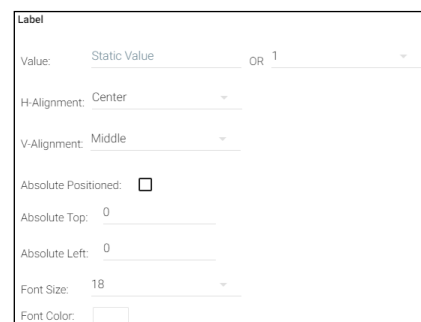 Label
Value: Static Value OR 1
H-Alignment: Center
V-Alignment: Middle
Absolute Positioned:
Absolute Top: 0
Absolute Left: 0
Font Size: 18
Font Color: